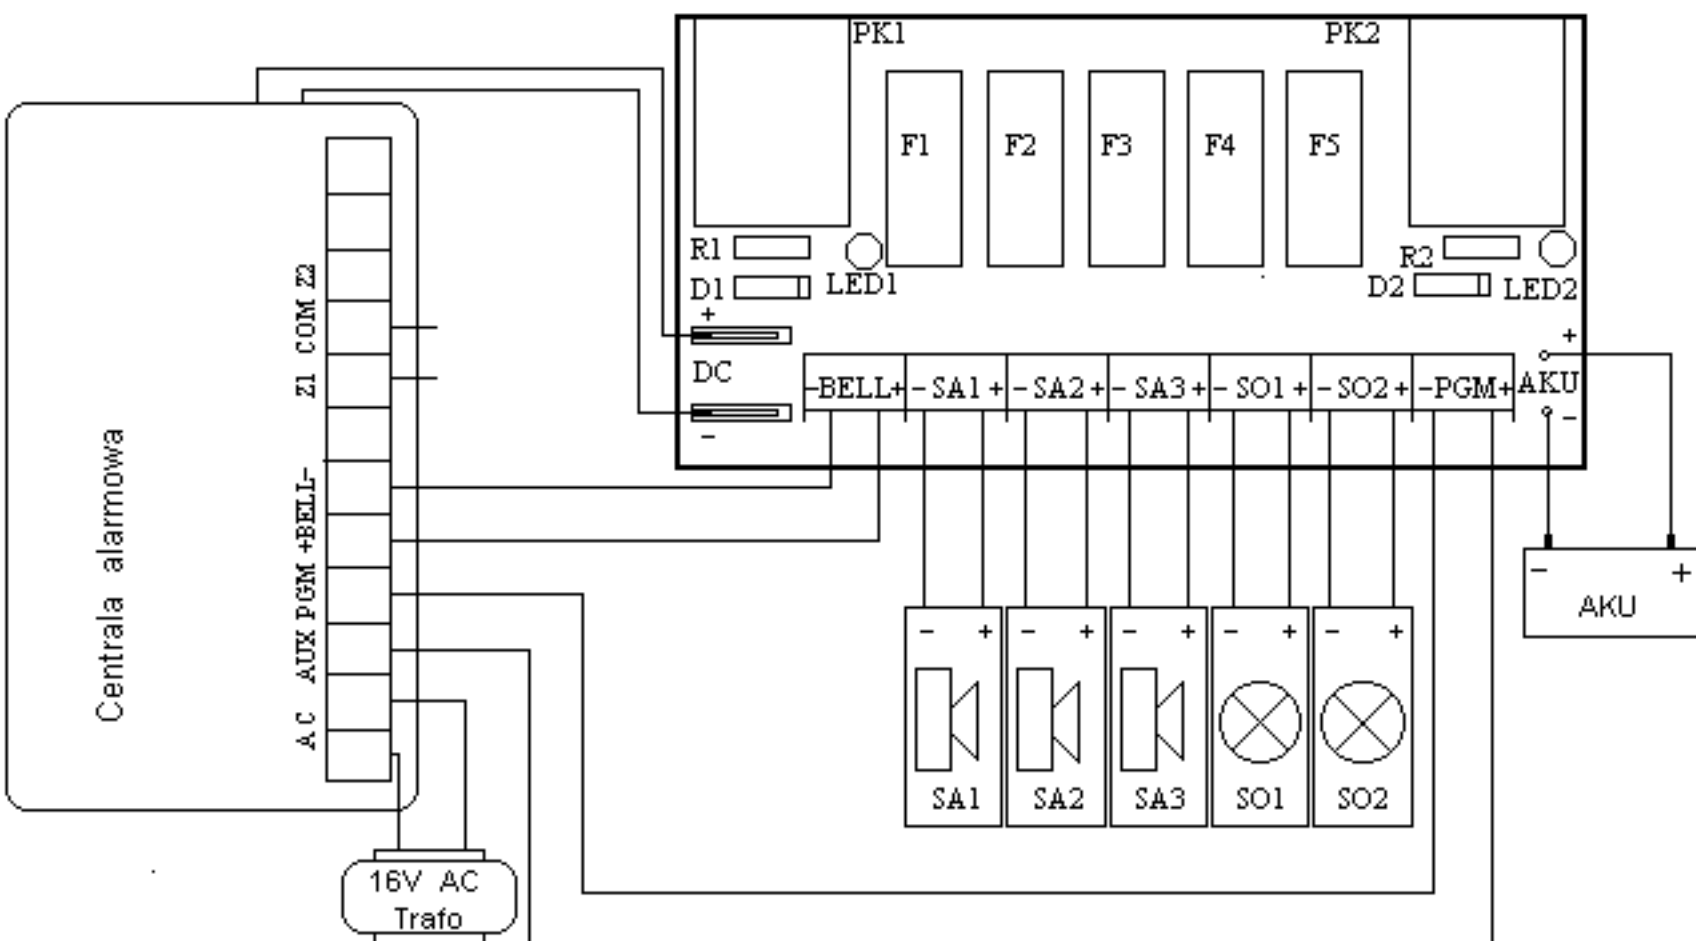 PK1
PK2
F1 F2 F3 F4 F5
R1
LED1
D1
+
DC
-
R2
D2
LED2
+
AKU
-
-BELL+ - SA1 + - SA2 + - SA3 + - SO1 + - SO2 + -PGM+
Centrala alarmowa
Z2
COM
Z1
+BELL-
PGM
AUX
AC
- +
AKU
- + - + - + - + - +
SA1 SA2 SA3 SO1 SO2
16V AC
Trafo